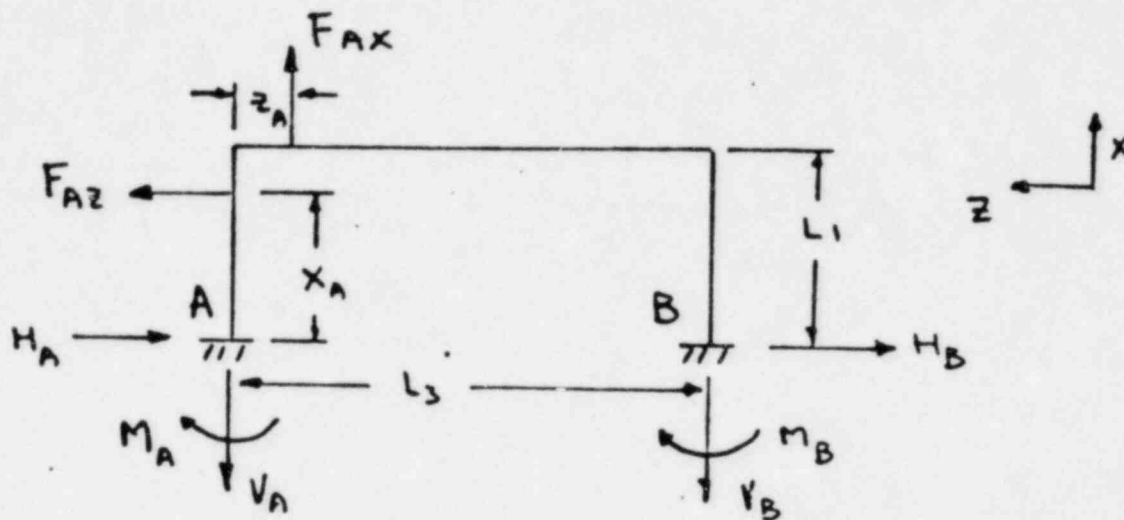 F_AX
z_A
F_AZ
X
Z
L_1
X_A
A
B
H_A
H_B
L_3
M_A
M_B
V_A
V_B